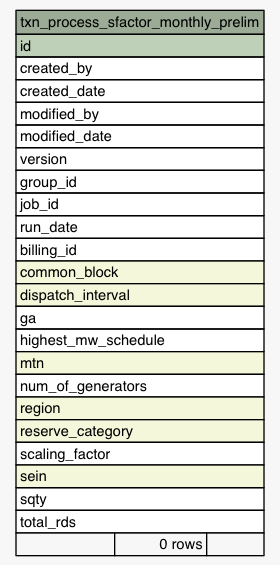 txn_process_sfactor_monthly_prelim
id
created_by
created_date
modified_by
modified_date
version
group_id
job_id
run_date
billing_id
common_block
dispatch_interval
ga
highest_mw_schedule
mtn
num_of_generators
region
reserve_category
scaling_factor
sein
sqty
total_rds
0 rows